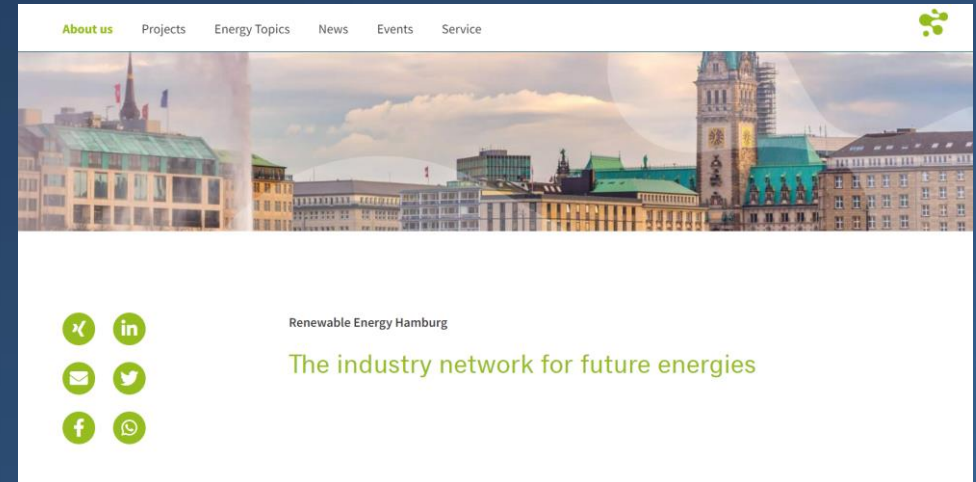 About us Projects Energy Topics News Events Service
Renewable Energy Hamburg
The industry network for future energies